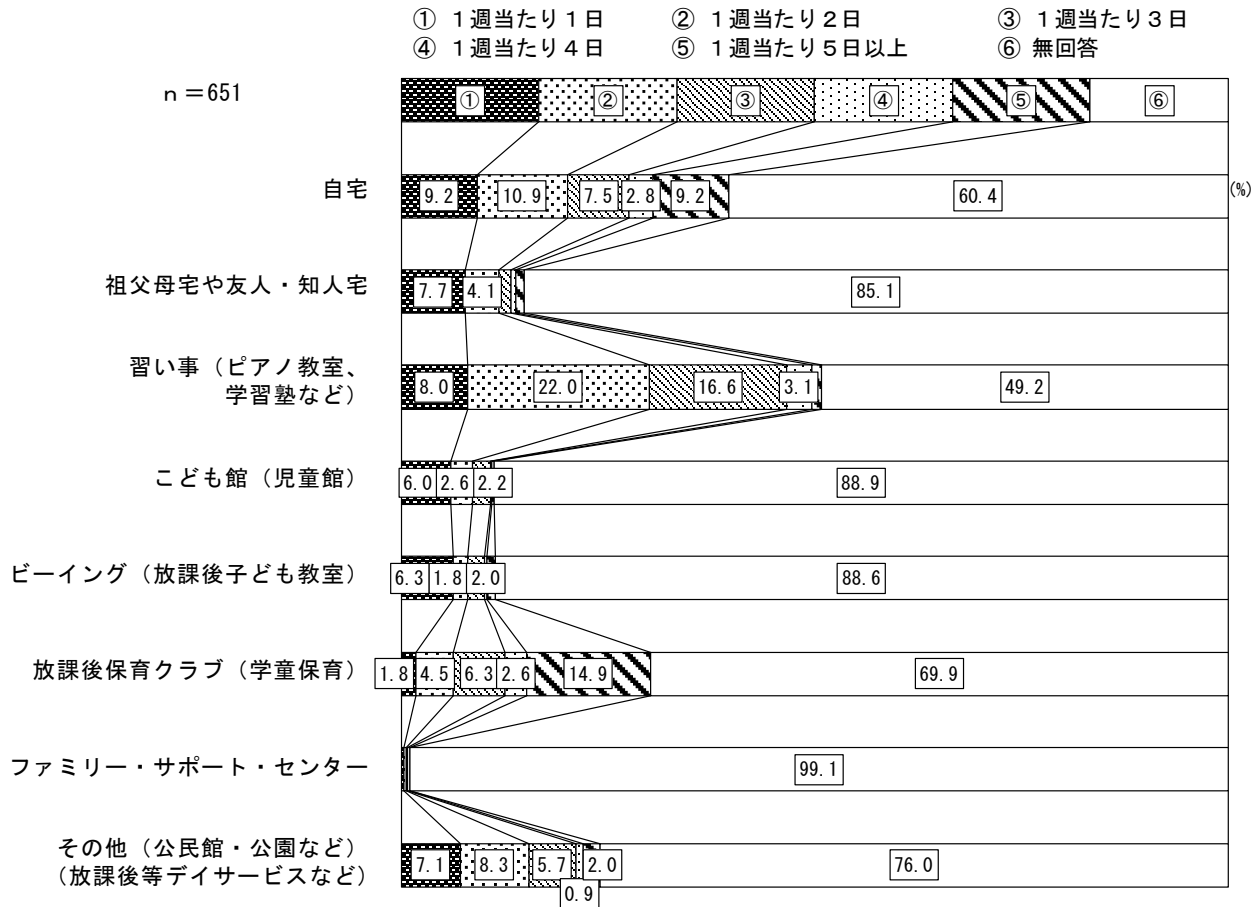 ① １週当たり１日 ② １週当たり２日 ③ １週当たり３日
④ １週当たり４日 ⑤ １週当たり５日以上 ⑥ 無回答
ｎ＝651
① ② ③ ④ ⑤ ⑥
自宅
9.2 10.9 7.5 2.8 9.2 60.4
(%)
祖父母宅や友人・知人宅
7.7 4.1 85.1
習い事（ピアノ教室、
学習塾など）
8.0 22.0 16.6 3.1 49.2
こども館（児童館）
6.0 2.6 2.2 88.9
ビーイング（放課後子ども教室）
6.3 1.8 2.0 88.6
放課後保育クラブ（学童保育）
1.8 4.5 6.3 2.6 14.9 69.9
ファミリー・サポート・センター
99.1
その他（公民館・公園など）
（放課後等デイサービスなど）
7.1 8.3 5.7 2.0 76.0
0.9